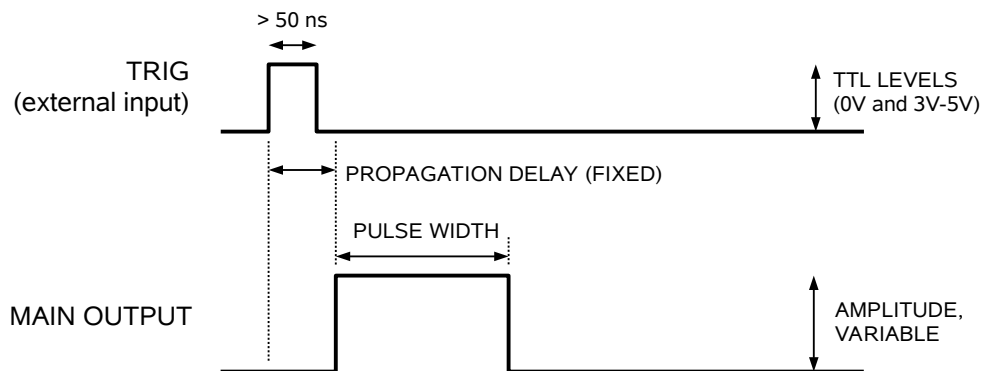 > 50 ns
TRIG
(external input)
TTL LEVELS
(0V and 3V-5V)
PROPAGATION DELAY (FIXED)
PULSE WIDTH
MAIN OUTPUT
AMPLITUDE,
VARIABLE